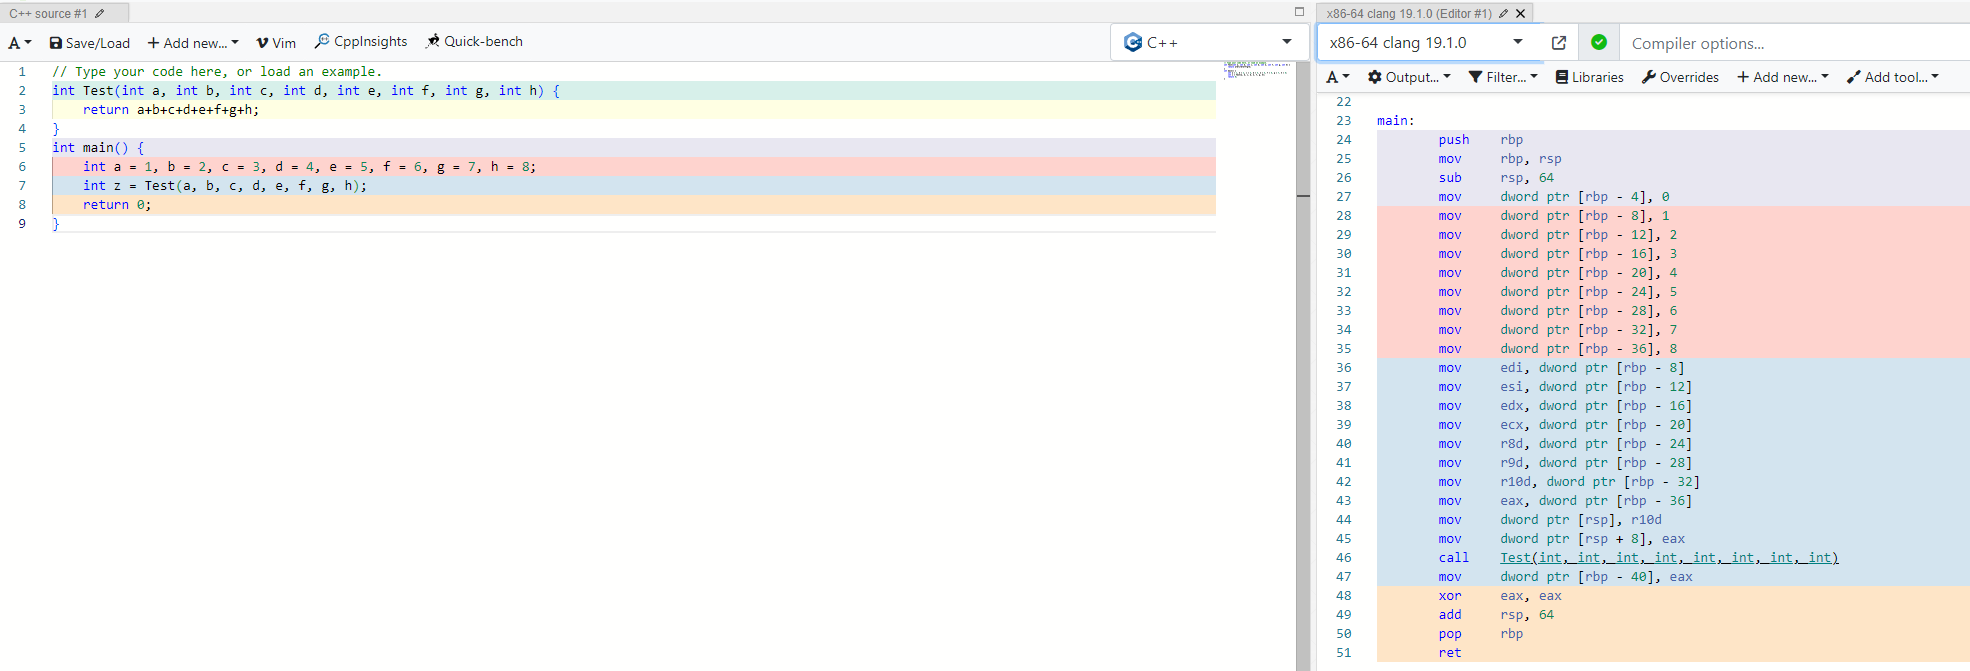 C++ source #1
A Save/Load Add new... Vim CppInsights Quick-bench C++
1 // Type your code here, or load an example.
2 int Test(int a, int b, int c, int d, int e, int f, int g, int h) {
3 return a+b+c+d+e+f+g+h;
4 }
5 int main() {
6 int a = 1, b = 2, c = 3, d = 4, e = 5, f = 6, g = 7, h = 8;
7 int z = Test(a, b, c, d, e, f, g, h);
8 return 0;
9 }
x86-64 clang 19.1.0 (Editor #1)
x86-64 clang 19.1.0 Compiler options...
A Output... Filter... Libraries Overrides + Add new... Add tool...
22
23 main:
24 push rbp
25 mov rbp, rsp
26 sub rsp, 64
27 mov dword ptr [rbp - 4], 0
28 mov dword ptr [rbp - 8], 1
29 mov dword ptr [rbp - 12], 2
30 mov dword ptr [rbp - 16], 3
31 mov dword ptr [rbp - 20], 4
32 mov dword ptr [rbp - 24], 5
33 mov dword ptr [rbp - 28], 6
34 mov dword ptr [rbp - 32], 7
35 mov dword ptr [rbp - 36], 8
36 mov edi, dword ptr [rbp - 8]
37 mov esi, dword ptr [rbp - 12]
38 mov edx, dword ptr [rbp - 16]
39 mov ecx, dword ptr [rbp - 20]
40 mov r8d, dword ptr [rbp - 24]
41 mov r9d, dword ptr [rbp - 28]
42 mov r10d, dword ptr [rbp - 32]
43 mov eax, dword ptr [rbp - 36]
44 mov dword ptr [rsp], r10d
45 mov dword ptr [rsp + 8], eax
46 call Test(int, int, int, int, int, int, int, int)
47 mov dword ptr [rbp - 40], eax
48 xor eax, eax
49 add rsp, 64
50 pop rbp
51 ret